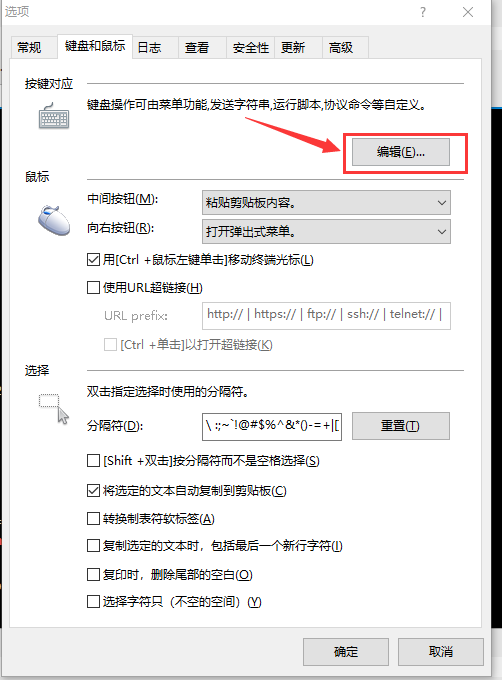 选项
常规 键盘和鼠标 日志 查看 安全性 更新 高级
按键对应
键盘操作可由菜单功能,发送字符串,运行脚本,协议命令等自定义。
编辑(E)...
鼠标
中间按钮(M): 粘贴剪贴板内容。
向右按钮(R): 打开弹出式菜单。
用[Ctrl +鼠标左键单击]移动终端光标(L)
使用URL超链接(H)
URL prefix: http:// | https:// | ftp:// | ssh:// | telnet:// |
[Ctrl +单击]以打开超链接(K)
选择
双击指定选择时使用的分隔符。
分隔符(D): \ :;~`!@#$%^&*()-=+|[ 重置(T)
[Shift +双击]按分隔符而不是空格选择(S)
将选定的文本自动复制到剪贴板(C)
转换制表符软标签(A)
复制选定的文本时，包括最后一个新行字符(I)
复印时，删除尾部的空白(O)
选择字符只（不空的空间）(Y)
确定 取消